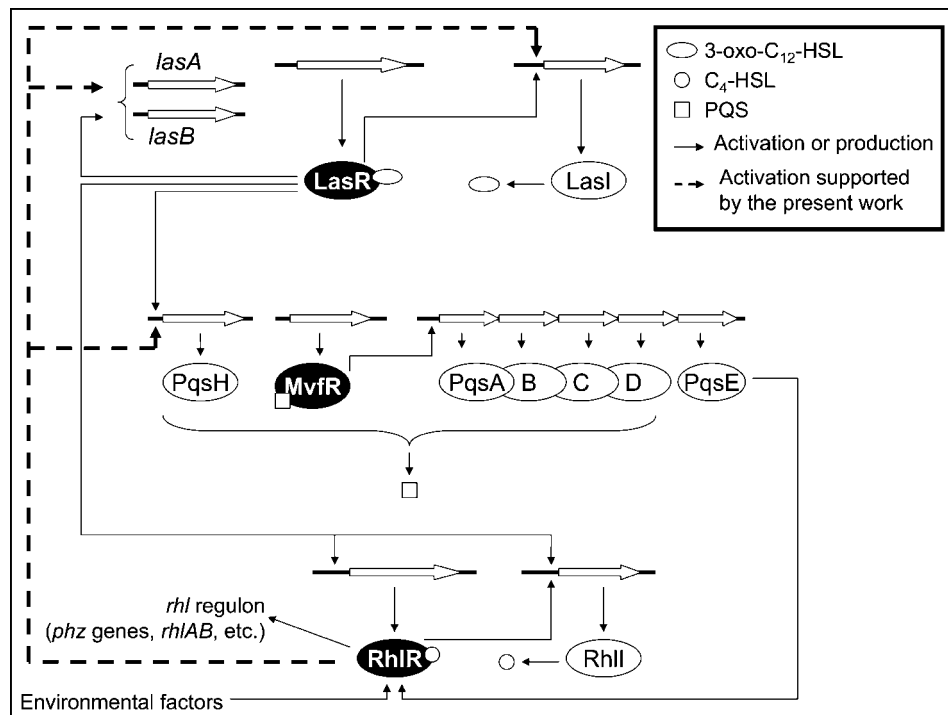 lasA
lasB
LasR
LasI
3-oxo-C₁₂-HSL
C₄-HSL
PQS
Activation or production
Activation supported
by the present work
PqsH
MvfR
PqsA
B
C
D
PqsE
rhl regulon
(phz genes, rhlAB, etc.)
RhlR
RhlI
Environmental factors